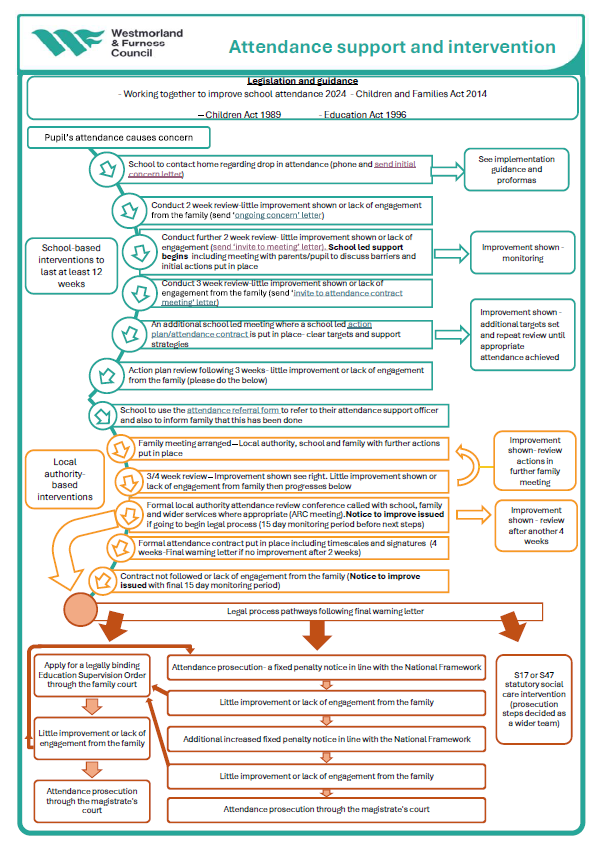 Westmorland
& Furness
Council
Attendance support and intervention
Legislation and guidance
- Working together to improve school attendance 2024 - Children and Families Act 2014
– Children Act 1989 - Education Act 1996
Pupil's attendance causes concern
School to contact home regarding drop in attendance (phone and send initial
concern letter)
See implementation
guidance and
proformas
Conduct 2 week review-little improvement shown or lack of engagement
from the family (send 'ongoing concern' letter)
School-based
interventions to
last at least 12
weeks
Conduct further 2 week review- little improvement shown or lack of
engagement (send 'invite to meeting' letter). School led support
begins including meeting with parents/pupil to discuss barriers and
initial actions put in place
Improvement shown -
monitoring
Conduct 3 week review-little improvement shown or lack of
engagement from the family (send 'invite to attendance contract
meeting' letter)
An additional school led meeting where a school led action
plan/attendance contract is put in place- clear targets and support
strategies
Improvement shown -
additional targets set
and repeat review until
appropriate
attendance achieved
Action plan review following 3 weeks- little improvement or lack of engagement
from the family (please do the below)
School to use the attendance referral form to refer to their attendance support officer
and also to inform family that this has been done
Local
authority-
based
interventions
Family meeting arranged—Local authority, school and family with further actions
put in place
3/4 week review— Improvement shown see right. Little improvement shown or
lack of engagement from family then progresses below
Improvement
shown- review
actions in
further family
meeting
Formal local authority attendance review conference called with school, family
and wider services where appropriate (ARC meeting).Notice to improve issued
if going to begin legal process (15 day monitoring period before next steps)
Improvement
shown - review
after another 4
weeks
Formal attendance contract put in place including timescales and signatures (4
weeks-Final warning letter if no improvement after 2 weeks)
Contract not followed or lack of engagement from the family (Notice to improve
issued with final 15 day monitoring period)
Legal process pathways following final warning letter
Apply for a legally binding
Education Supervision Order
through the family court
Little improvement or lack of
engagement from the family
Attendance prosecution
through the magistrate's
court
Attendance prosecution- a fixed penalty notice in line with the National Framework
Little improvement or lack of engagement from the family
Additional increased fixed penalty notice in line with the National Framework
Little improvement or lack of engagement from the family
Attendance prosecution through the magistrate's court
S17 or S47
statutory social
care intervention
(prosecution
steps decided as
a wider team)